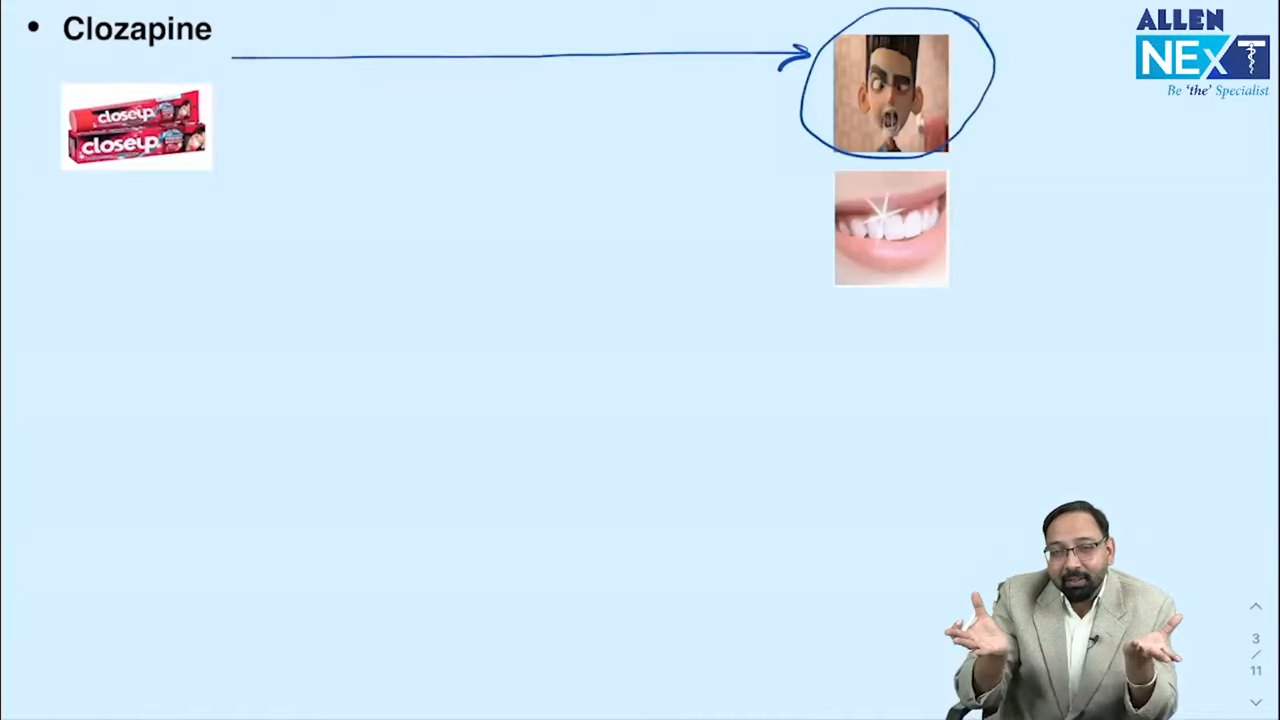 • Clozapine
ALLEN
NExT
Be 'the' Specialist
closeup
closeup
3
/
11